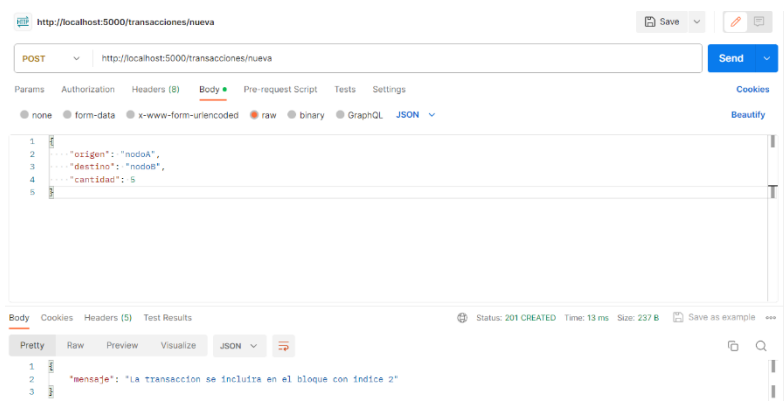 HTTP http://localhost:5000/transacciones/nueva Save
POST http://localhost:5000/transacciones/nueva Send
Params Authorization Headers (8) Body Pre-request Script Tests Settings Cookies
none form-data x-www-form-urlencoded raw binary GraphQL JSON Beautify
1 {
2 "origen": "nodoA",
3 "destino": "nodoB",
4 "cantidad": 5
5 }
Body Cookies Headers (5) Test Results Status: 201 CREATED Time: 13 ms Size: 237 B Save as example
Pretty Raw Preview Visualize JSON
1 {
2 "mensaje": "La transaccion se incluira en el bloque con indice 2"
3 }